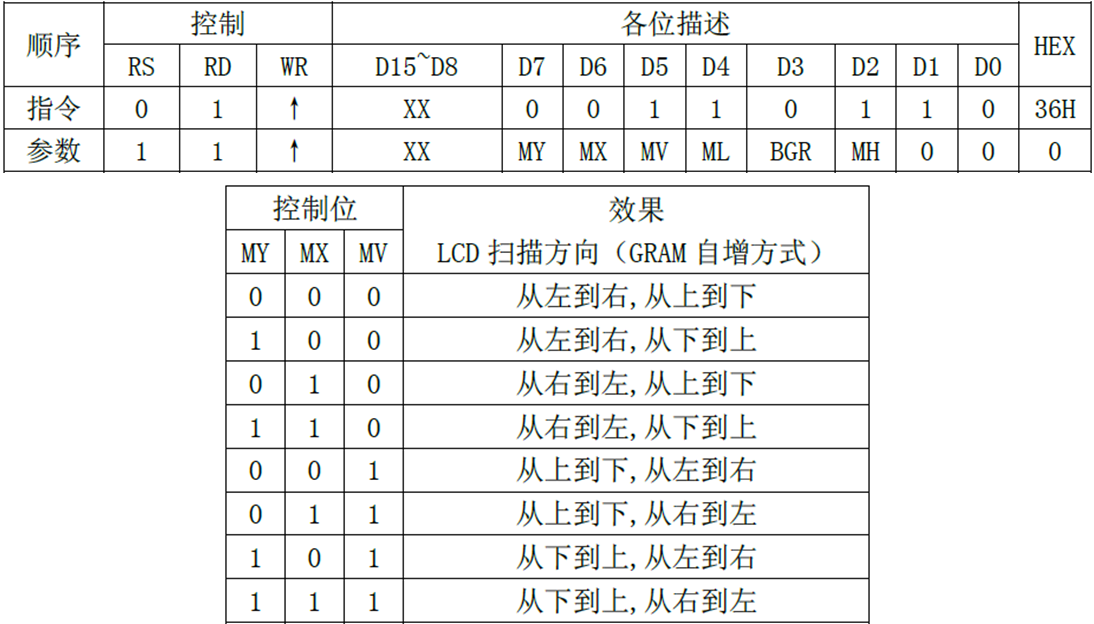 顺序 控制 各位描述 HEX
RS RD WR D15~D8 D7 D6 D5 D4 D3 D2 D1 D0
指令 0 1 ↑ XX 0 0 1 1 0 1 1 0 36H
参数 1 1 ↑ XX MY MX MV ML BGR MH 0 0 0
控制位 效果
MY MX MV LCD 扫描方向（GRAM 自增方式）
0 0 0 从左到右,从上到下
1 0 0 从左到右,从下到上
0 1 0 从右到左,从上到下
1 1 0 从右到左,从下到上
0 0 1 从上到下,从左到右
0 1 1 从上到下,从右到左
1 0 1 从下到上,从左到右
1 1 1 从下到上,从右到左